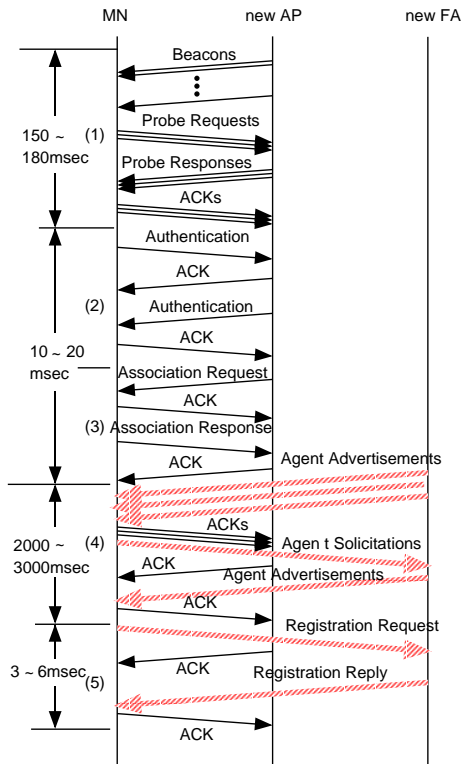 MN
new AP
new FA
Beacons
Probe Requests
150 ~
180msec
(1)
Probe Responses
ACKs
Authentication
ACK
(2)
Authentication
ACK
10 ~ 20
msec
Association Request
ACK
(3)
Association Response
ACK
Agent Advertisements
ACKs
2000 ~
3000msec
(4)
Agen t Solicitations
ACK
Agent Advertisements
ACK
Registration Request
ACK
3 ~ 6msec
(5)
Registration Reply
ACK